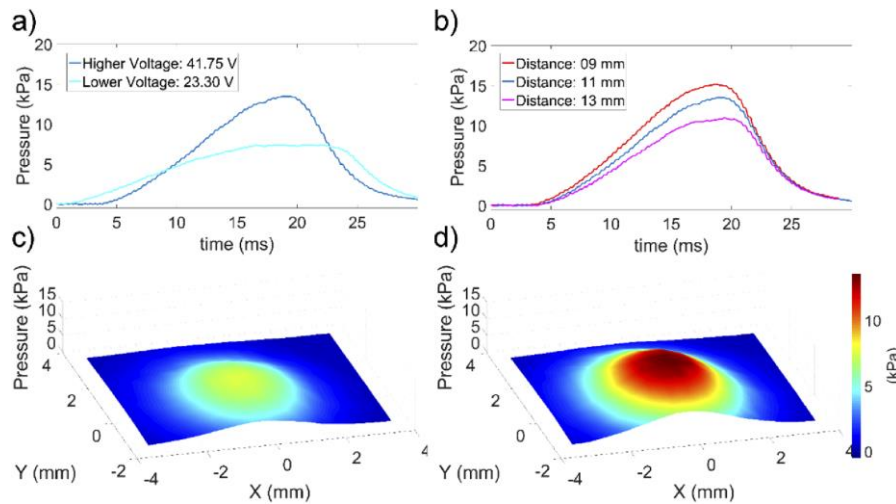 a)
20
15
10
5
0
Pressure (kPa)
Higher Voltage: 41.75 V
Lower Voltage: 23.30 V
0 5 10 15 20 25
time (ms)
b)
20
15
10
5
0
Pressure (kPa)
Distance: 09 mm
Distance: 11 mm
Distance: 13 mm
0 5 10 15 20 25
time (ms)
c)
Pressure (kPa)
15
10
5
0
4
2
0
-2
Y (mm)
-4 -2 0 2 4
X (mm)
d)
Pressure (kPa)
15
10
5
0
4
2
0
-2
Y (mm)
-4 -2 0 2 4
X (mm)
10
5
0
(kPa)